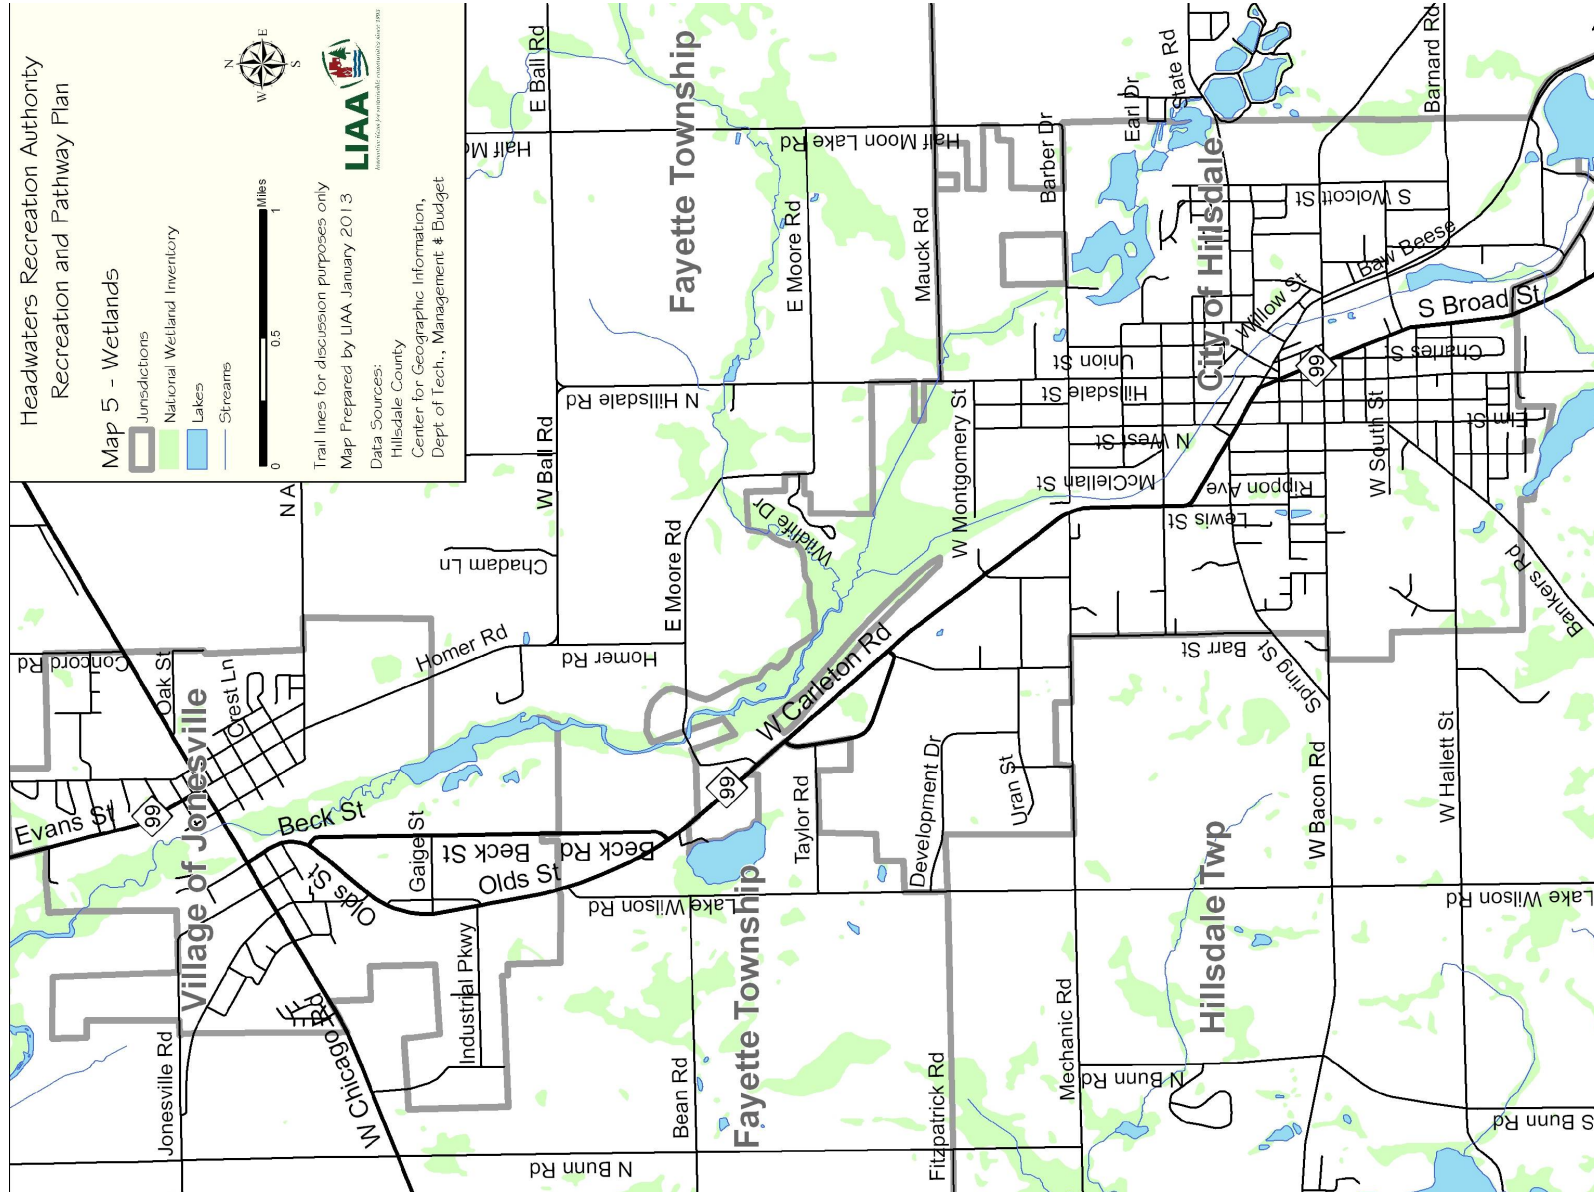 Headwaters Recreation Authority
Recreation and Pathway Plan
Map 5 - Wetlands
Jurisdictions
National Wetland Inventory
Lakes
Streams
0
0.5
1
Miles
Trail lines for discussion purposes only
Map Prepared by LIAA January 2013
Data Sources:
Hillsdale County
Center for Geographic Information,
Dept of Tech., Management & Budget
N
E
S
W
LIAA
E Ball Rd
Fayette Township
State Rd
Earl Dr
Barnard Rd
Half Mo
Half Moon Lake Rd
Barber Dr
E Moore Rd
Mauck Rd
S Wolcott St
City of Hillsdale
Baw Beese
Willow St
S Broad St
Union St
Charles St
99
Hillsdale St
N Hillsdale Rd
W Ball Rd
W Montgomery St
N West St
W South St
Elm St
McClellan St
Rippon Ave
Lewis St
N A
Wildlife Dr
E Moore Rd
Chadam Ln
Bankers Rd
Homer Rd
Homer Rd
Barr St
Spring St
Concord Rd
Oak St
Crest Ln
W Carleton Rd
Village of Jonesville
Evans St
99
Beck St
99
Taylor Rd
Development Dr
Uran St
W Bacon Rd
W Hallett St
Gaige St
Beck St
Beck Rd
Olds St
Olds St
Lake Wilson Rd
Lake Wilson Rd
Fayette Township
Hillsdale Twp
Industrial Pkwy
W Chicago Rd
Jonesville Rd
Bean Rd
Fitzpatrick Rd
Mechanic Rd
N Bunn Rd
N Bunn Rd
S Bunn Rd